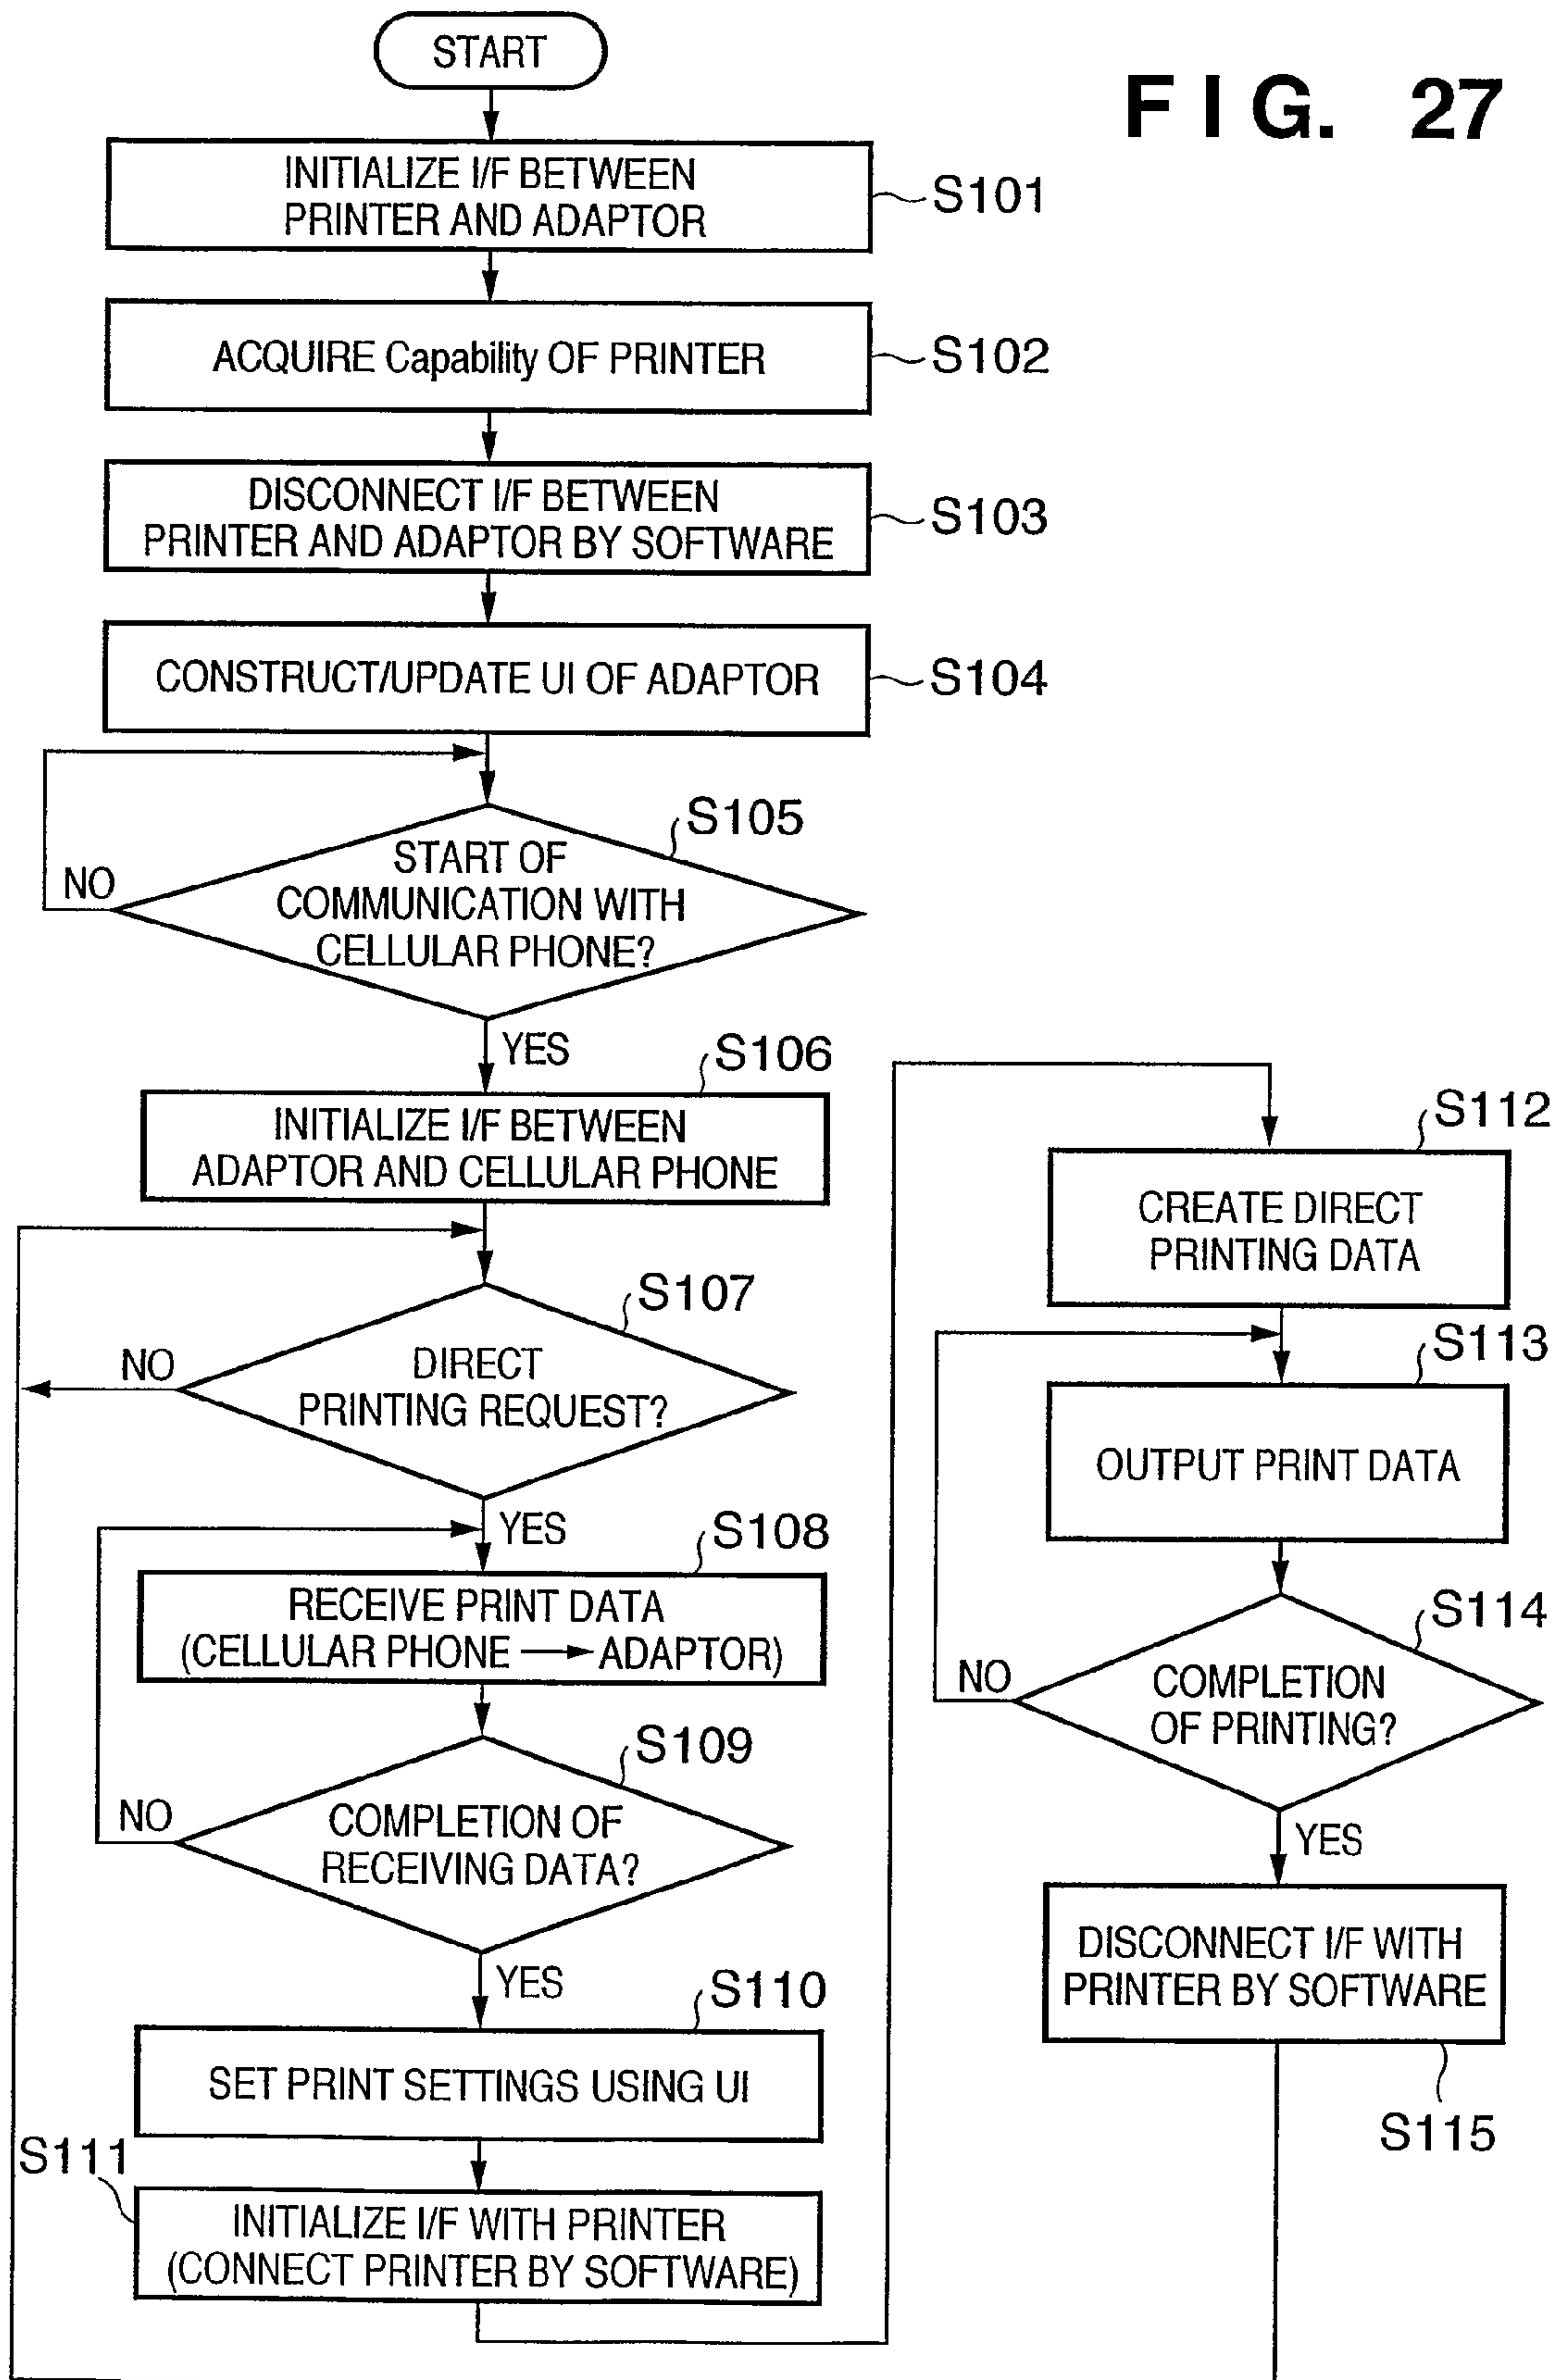 START
FIG. 27
INITIALIZE I/F BETWEEN
PRINTER AND ADAPTOR
S101
ACQUIRE Capability OF PRINTER
S102
DISCONNECT I/F BETWEEN
PRINTER AND ADAPTOR BY SOFTWARE
S103
CONSTRUCT/UPDATE UI OF ADAPTOR
S104
S105
START OF
COMMUNICATION WITH
CELLULAR PHONE?
NO
YES
S106
INITIALIZE I/F BETWEEN
ADAPTOR AND CELLULAR PHONE
S107
DIRECT
PRINTING REQUEST?
NO
YES
S108
RECEIVE PRINT DATA
(CELLULAR PHONE → ADAPTOR)
S109
COMPLETION OF
RECEIVING DATA?
NO
YES
S110
SET PRINT SETTINGS USING UI
S111
INITIALIZE I/F WITH PRINTER
(CONNECT PRINTER BY SOFTWARE)
S112
CREATE DIRECT
PRINTING DATA
S113
OUTPUT PRINT DATA
S114
COMPLETION
OF PRINTING?
NO
YES
DISCONNECT I/F WITH
PRINTER BY SOFTWARE
S115